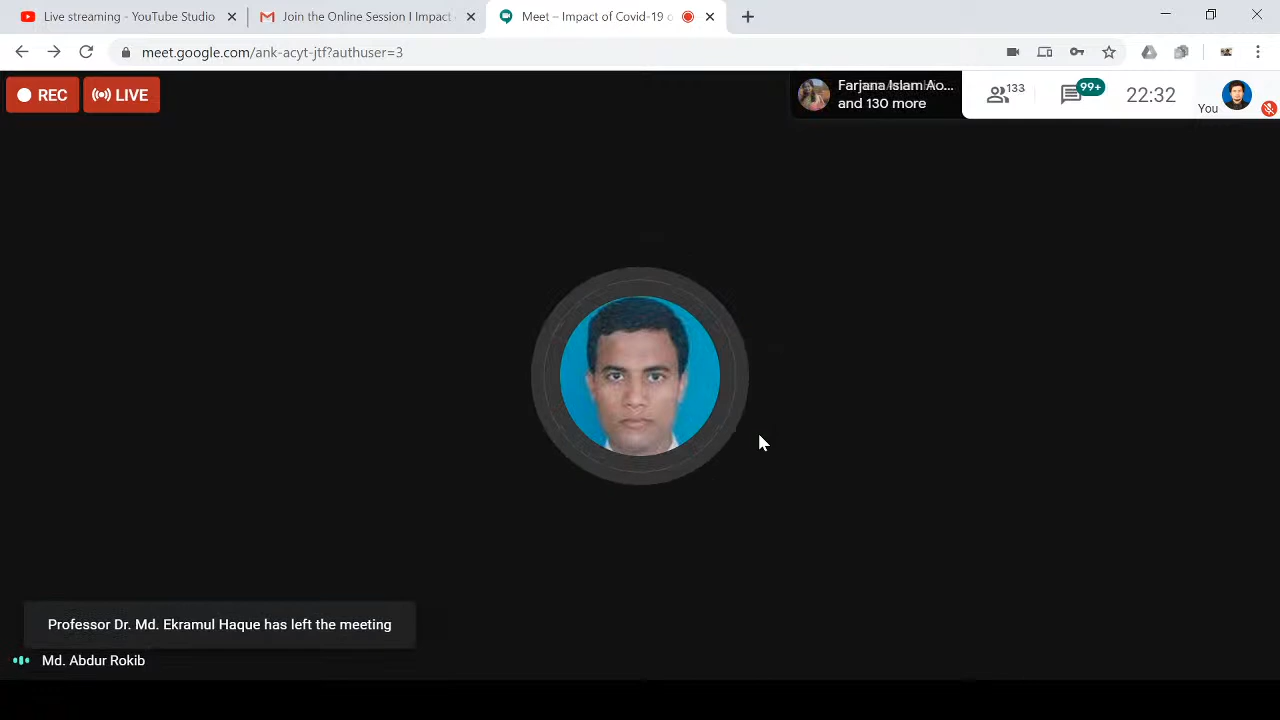 Live streaming - YouTube Studio
Join the Online Session I Impact
Meet – Impact of Covid-19 o
meet.google.com/ank-acyt-jtf?authuser=3
REC
LIVE
Farjana Islam Aio...
and 130 more
133
99+
22:32
You
Professor Dr. Md. Ekramul Haque has left the meeting
Md. Abdur Rokib